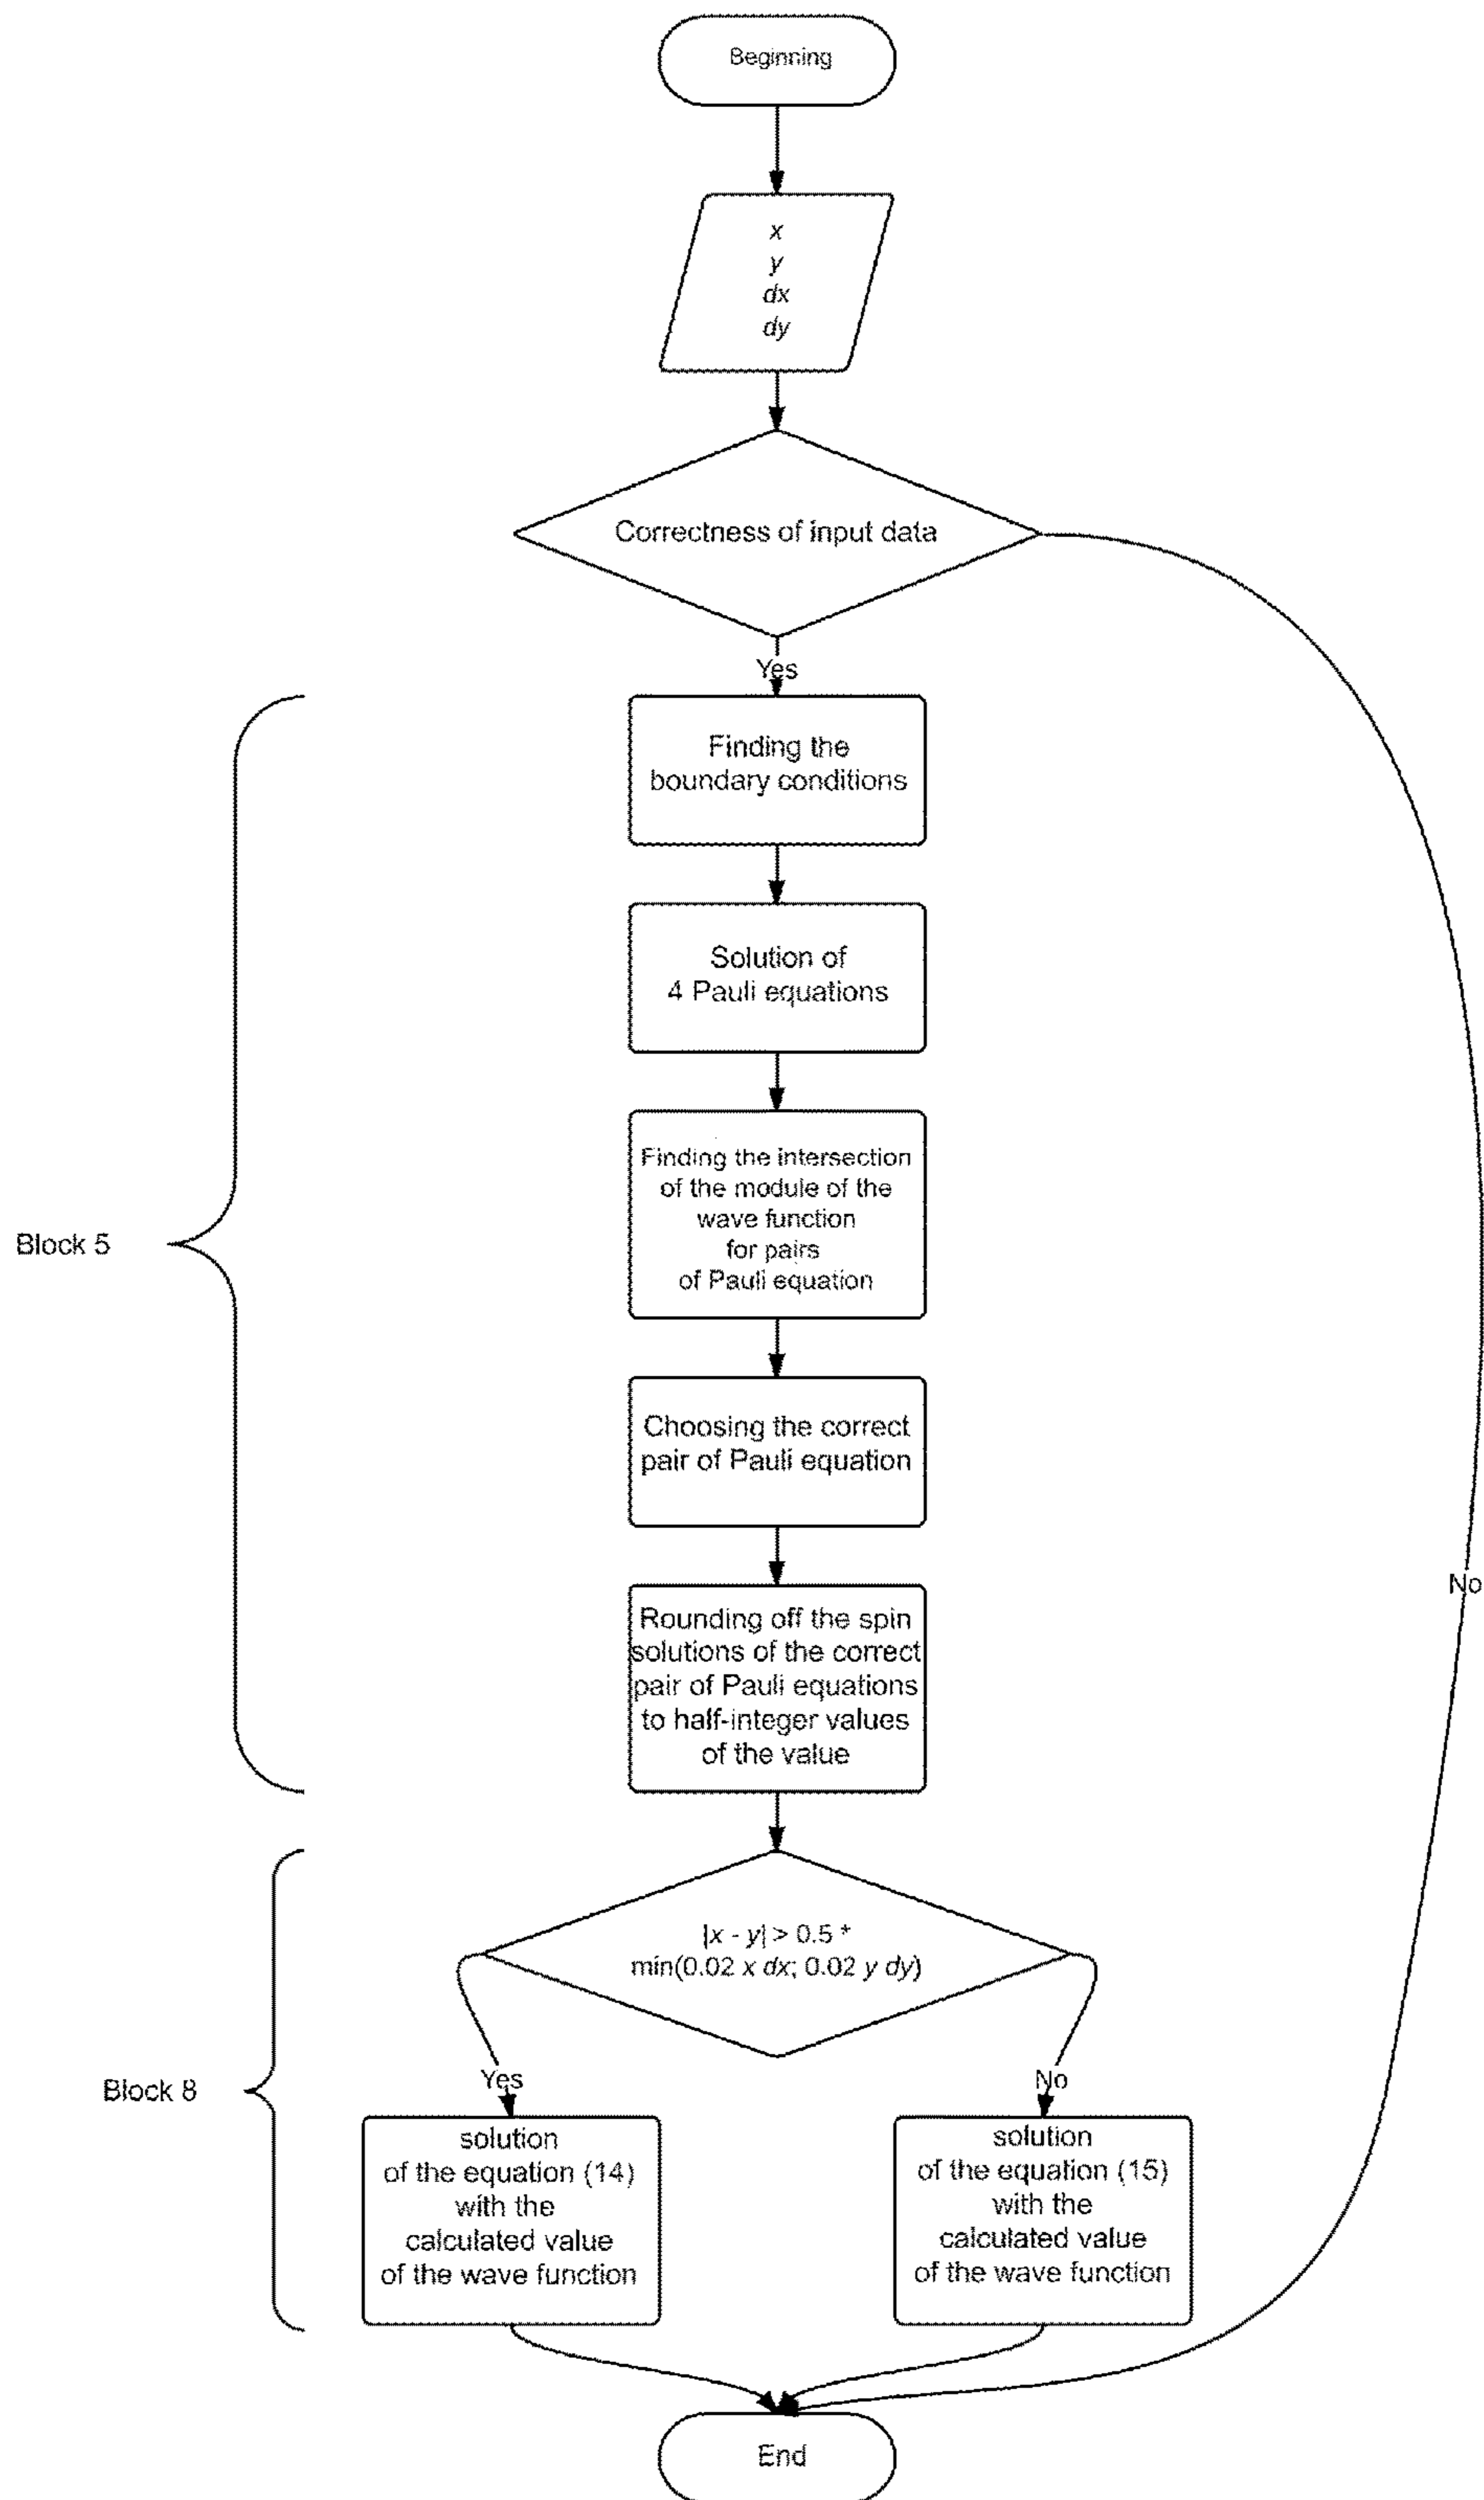 Beginning
x
y
dx
dy
Correctness of input data
Yes
Finding the
boundary conditions
Solution of
4 Pauli equations
Finding the intersection
of the module of the
wave function
for pairs
of Pauli equation
Block 5
Choosing the correct
pair of Pauli equation
No
Rounding off the spin
solutions of the correct
pair of Pauli equations
to half-integer values
of the value
|x - y| > 0.5 *
min(0.02 x dx; 0.02 y dy)
Block 8
Yes
No
solution
of the equation (14)
with the
calculated value
of the wave function
solution
of the equation (15)
with the
calculated value
of the wave function
End